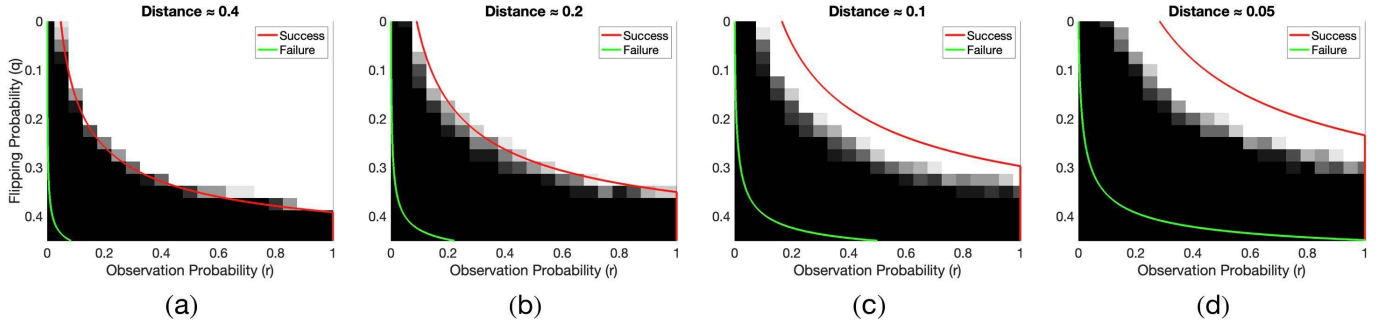 Distance ≈ 0.4
Success
Failure
0
0.1
0.2
0.3
0.4
Flipping Probability (q)
0 0.2 0.4 0.6 0.8 1
Observation Probability (r)
(a)
Distance ≈ 0.2
Success
Failure
0
0.1
0.2
0.3
0.4
0 0.2 0.4 0.6 0.8 1
Observation Probability (r)
(b)
Distance ≈ 0.1
Success
Failure
0
0.1
0.2
0.3
0.4
0 0.2 0.4 0.6 0.8 1
Observation Probability (r)
(c)
Distance ≈ 0.05
Success
Failure
0
0.1
0.2
0.3
0.4
0 0.2 0.4 0.6 0.8 1
Observation Probability (r)
(d)